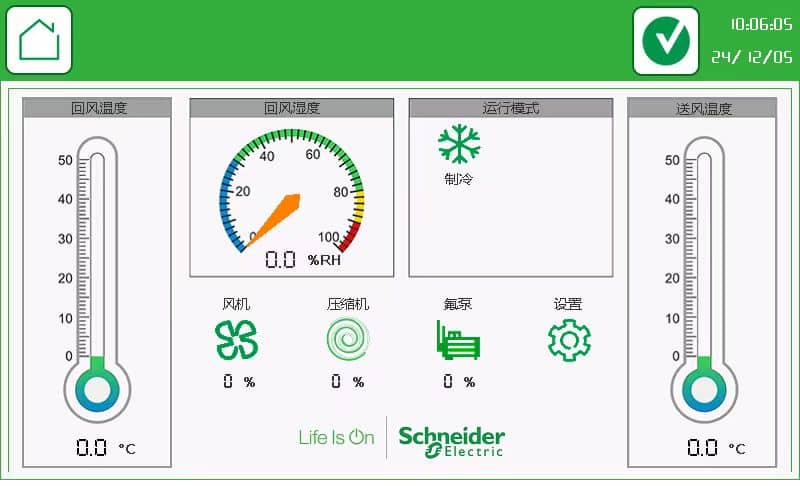 10:06:05
24/12/05
回风温度
50
40
30
20
10
0
0.0 °C
回风湿度
0
20
40
60
80
100
0.0 %RH
运行模式
制冷
送风温度
50
40
30
20
10
0
0.0 °C
风机
0 %
压缩机
0 %
氟泵
0 %
设置
Life Is On
Schneider
Electric